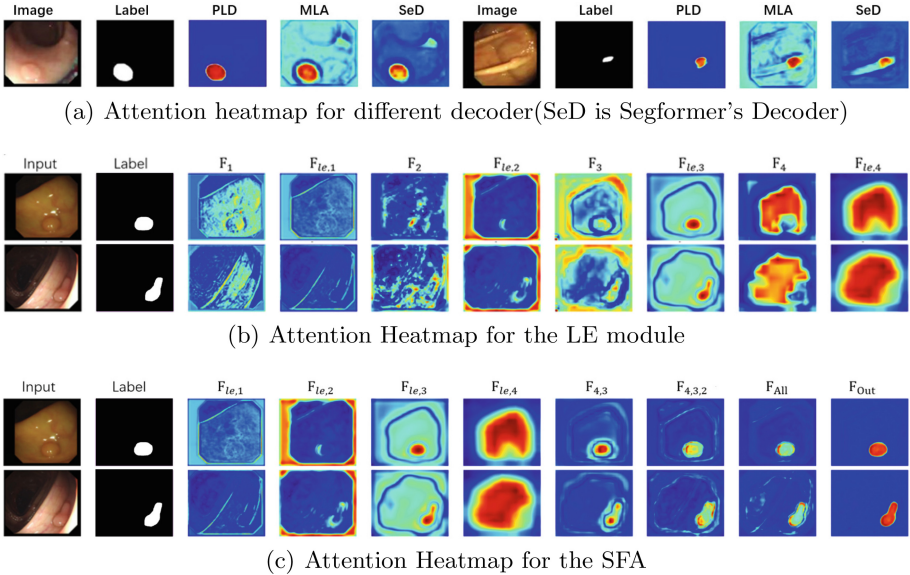 Image Label PLD MLA SeD Image Label PLD MLA SeD
(a) Attention heatmap for different decoder(SeD is Segformer's Decoder)
Input Label F1 Fle,1 F2 Fle,2 F3 Fle,3 F4 Fle,4
(b) Attention Heatmap for the LE module
Input Label Fle,1 Fle,2 Fle,3 Fle,4 F4,3 F4,3,2 FAll FOut
(c) Attention Heatmap for the SFA